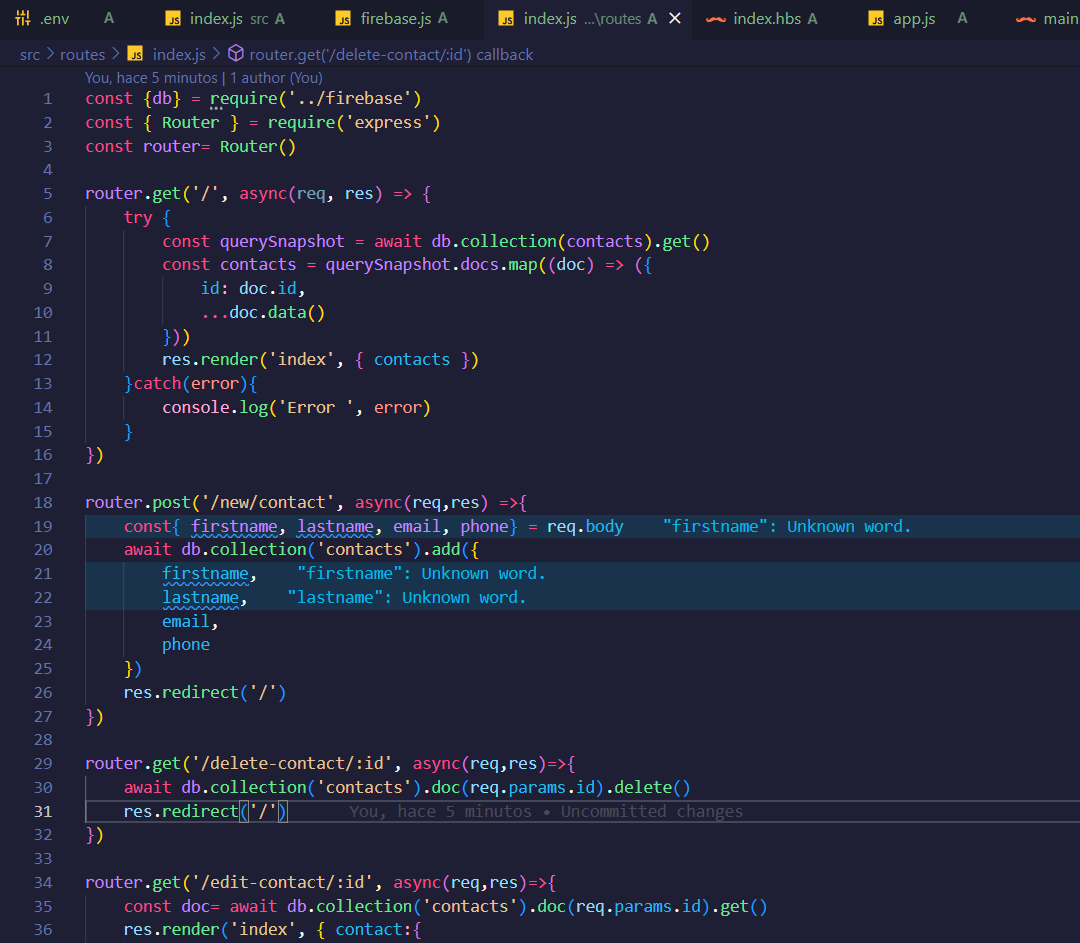 .env A JS index.js src A JS firebase.js A JS index.js ...\routes A × index.hbs A JS app.js A main
src > routes > JS index.js > router.get('/delete-contact/:id') callback
You, hace 5 minutos | 1 author (You)
1 const {db} = require('../firebase')
2 const { Router } = require('express')
3 const router= Router()
4
5 router.get('/', async(req, res) => {
6 try {
7 const querySnapshot = await db.collection(contacts).get()
8 const contacts = querySnapshot.docs.map((doc) => ({
9 id: doc.id,
10 ...doc.data()
11 }))
12 res.render('index', { contacts })
13 }catch(error){
14 console.log('Error ', error)
15 }
16 })
17
18 router.post('/new/contact', async(req,res) =>{
19 const{ firstname, lastname, email, phone} = req.body "firstname": Unknown word.
20 await db.collection('contacts').add({
21 firstname, "firstname": Unknown word.
22 lastname, "lastname": Unknown word.
23 email,
24 phone
25 })
26 res.redirect('/')
27 })
28
29 router.get('/delete-contact/:id', async(req,res)=>{
30 await db.collection('contacts').doc(req.params.id).delete()
31 res.redirect('/') You, hace 5 minutos • Uncommitted changes
32 })
33
34 router.get('/edit-contact/:id', async(req,res)=>{
35 const doc= await db.collection('contacts').doc(req.params.id).get()
36 res.render('index', { contact:{